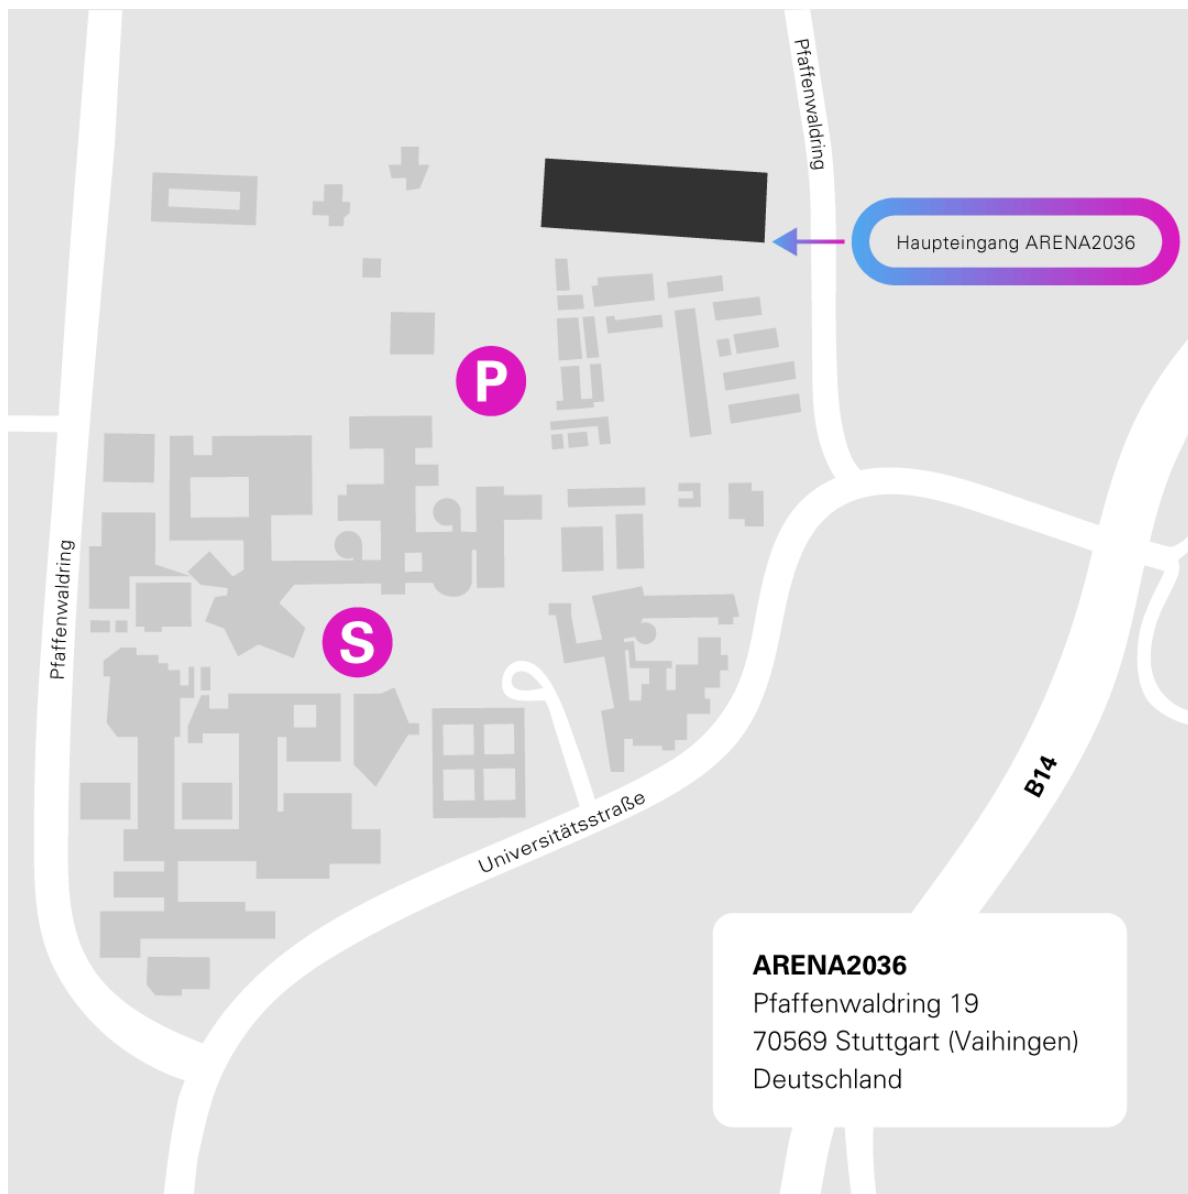 Pfaffenwaldring
Haupteingang ARENA2036
P
Pfaffenwaldring
S
B14
Universitätsstraße
ARENA2036
Pfaffenwaldring 19
70569 Stuttgart (Vaihingen)
Deutschland